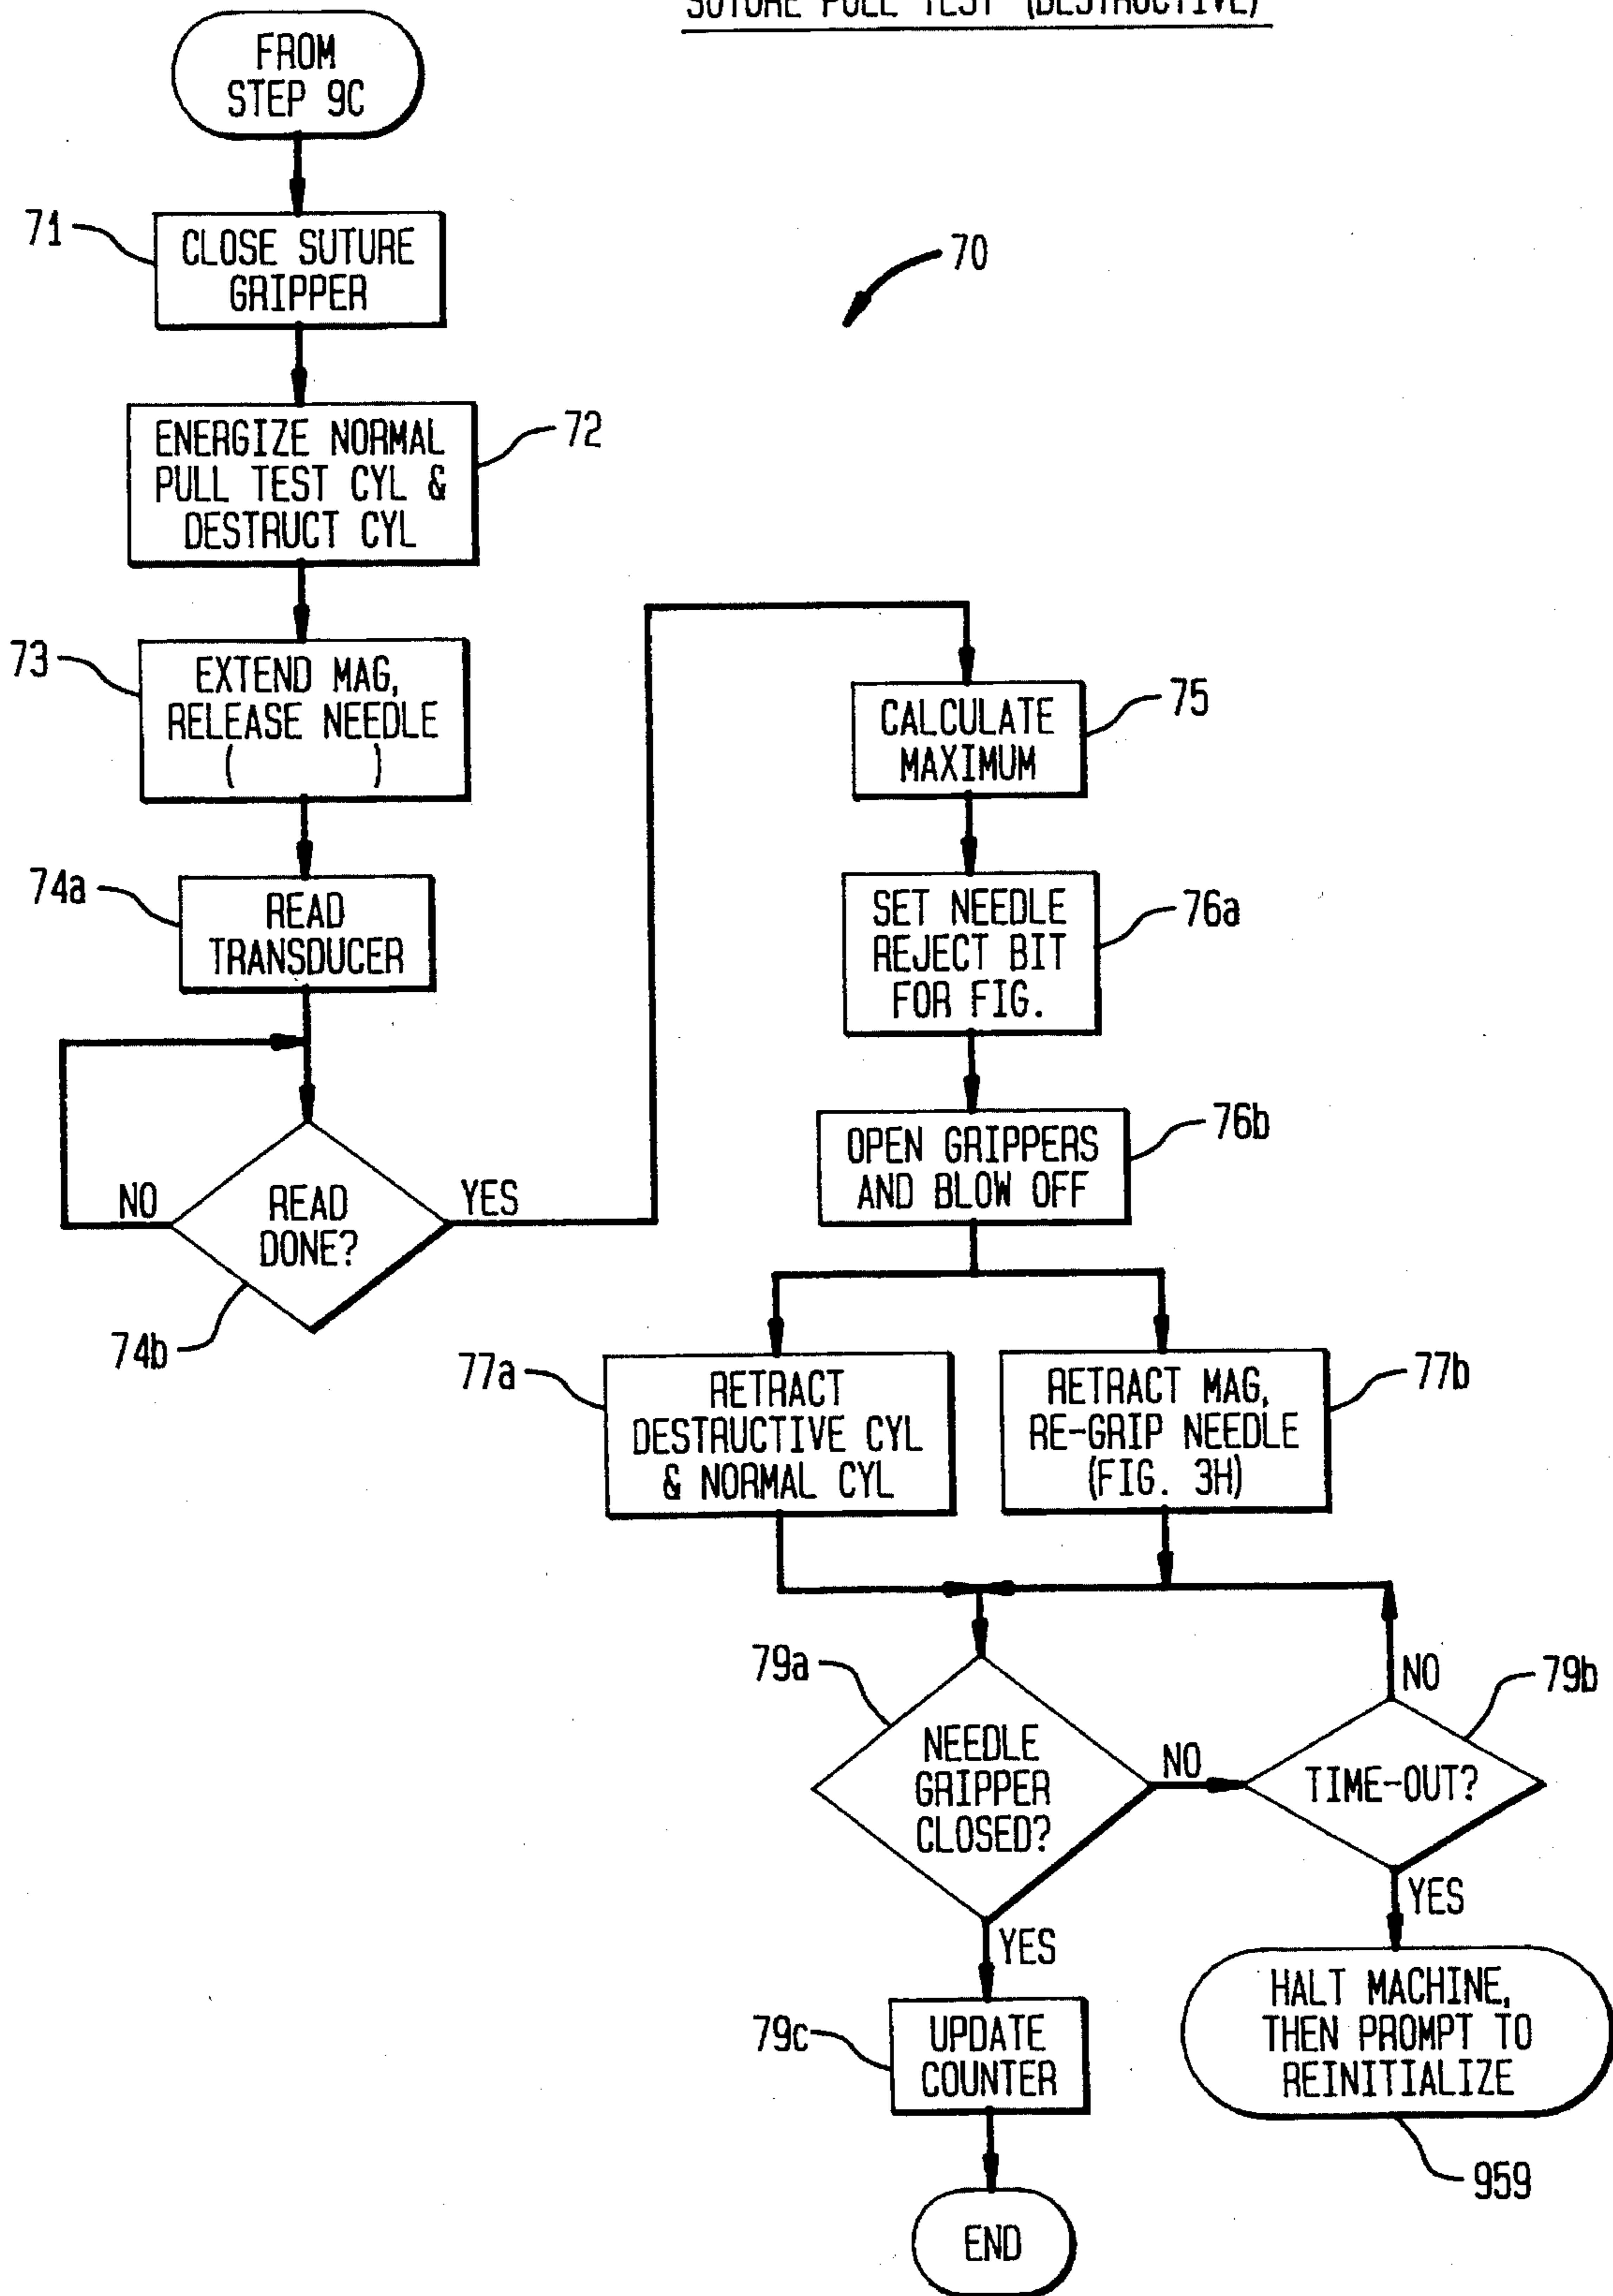 SUTURE PULL TEST (DESTRUCTIVE)
FROM
STEP 9C
71
CLOSE SUTURE
GRIPPER
70
72
ENERGIZE NORMAL
PULL TEST CYL &
DESTRUCT CYL
73
EXTEND MAG,
RELEASE NEEDLE
( )
74a
READ
TRANSDUCER
NO
READ
DONE?
YES
74b
75
CALCULATE
MAXIMUM
76a
SET NEEDLE
REJECT BIT
FOR FIG.
76b
OPEN GRIPPERS
AND BLOW OFF
77a
RETRACT
DESTRUCTIVE CYL
& NORMAL CYL
77b
RETRACT MAG,
RE-GRIP NEEDLE
(FIG. 3H)
79a
NEEDLE
GRIPPER
CLOSED?
NO
79b
TIME-OUT?
NO
YES
YES
79c
UPDATE
COUNTER
HALT MACHINE,
THEN PROMPT TO
REINITIALIZE
959
END